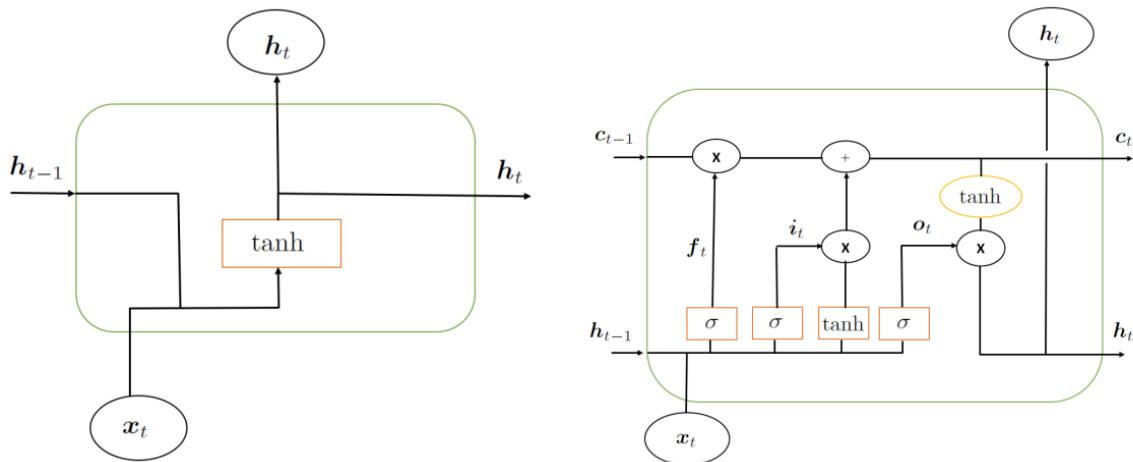 h_t
h_{t-1}
h_t
tanh
x_t
h_t
c_{t-1}
c_t
x
+
tanh
f_t
i_t
x
o_t
x
σ
σ
tanh
σ
h_{t-1}
h_t
x_t